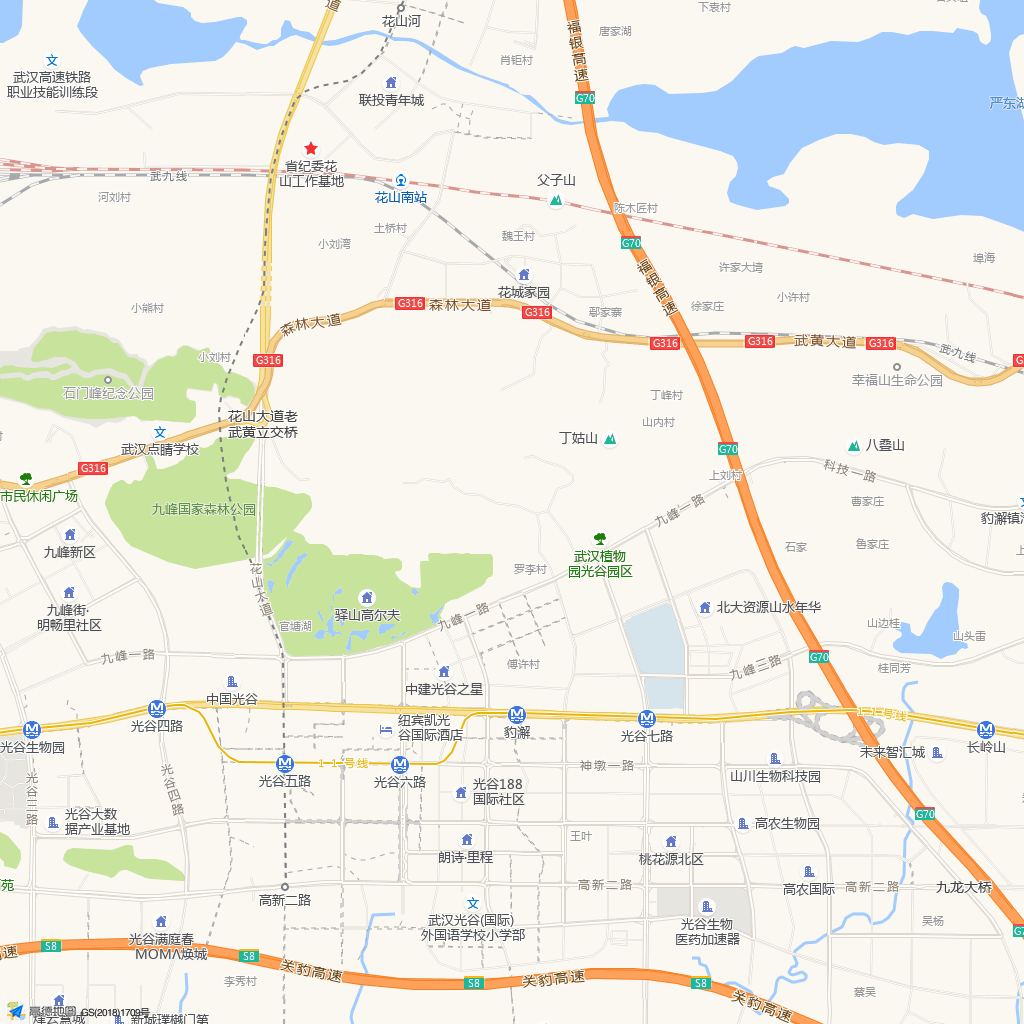 道
花山河
下袁村
福银高速
唐家湖
肖钜村
文
武汉高速铁路
职业技能训练段
联投青年城
G70
严东湖
省纪委花
山工作基地
武九线
河刘村
花山南站
父子山
陈木匠村
土桥村
魏王村
小刘湾
G70
许家大塆
埠海
福银高速
花城家园
小熊村
G316
森林大道
G316
鄢家寨
徐家庄
小许村
森林大道
小刘村
G316
G316
G316
武黄大道
G316
武九线
石门峰纪念公园
幸福山生命公园
丁峰村
花山大道老
武黄立交桥
山内村
文
武汉点睛学校
丁姑山
G70
八叠山
G316
上刘村
科技一路
市民休闲广场
九峰国家森林公园
九峰一路
曹家庄
豹澥镇
九峰新区
武汉植物
园光谷园区
石家
鲁家庄
花山大道
罗李村
九峰街·
明畅里社区
驿山高尔夫
九峰一路
北大资源山水年华
官塘湖
山边桂
山头雷
九峰一路
傅许村
九峰三路
G70
桂同芳
中国光谷
中建光谷之星
光谷四路
纽宾凯光
谷国际酒店
豹澥
光谷七路
11号线
光谷生物园
未来智汇城
长岭山
光谷三路
光谷四路
光谷五路
11号线
光谷六路
神墩一路
山川生物科技园
光谷188
国际社区
光谷大数
据产业基地
王叶
高农生物园
G70
朗诗·里程
桃花源北区
苑
高新二路
高新二路
高农国际
高新二路
九龙大桥
文
武汉光谷(国际)
外国语学校小学部
光谷生物
医药加速器
吴杨
光谷满庭春
MOMΛ焕城
S8
S8
关豹高速
李秀村
S8
关豹高速
S8
关豹高速
蔡吴
高德地图
GS(2018)1709号
新城璞樾门第